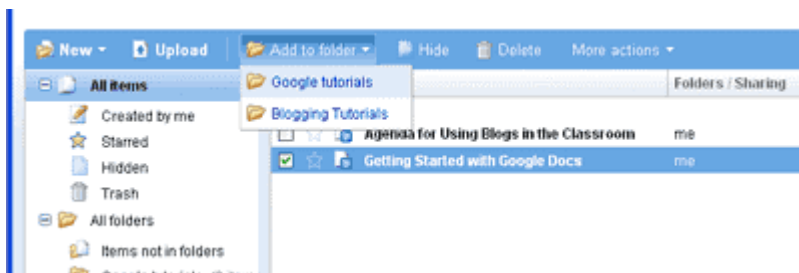 New Upload Add to folder Hide Delete More actions
All items Google tutorials Folders / Sharing
Created by me Blogging Tutorials
Starred Agenda for Using Blogs in the Classroom me
Hidden Getting Started with Google Docs me
Trash
All folders
Items not in folders